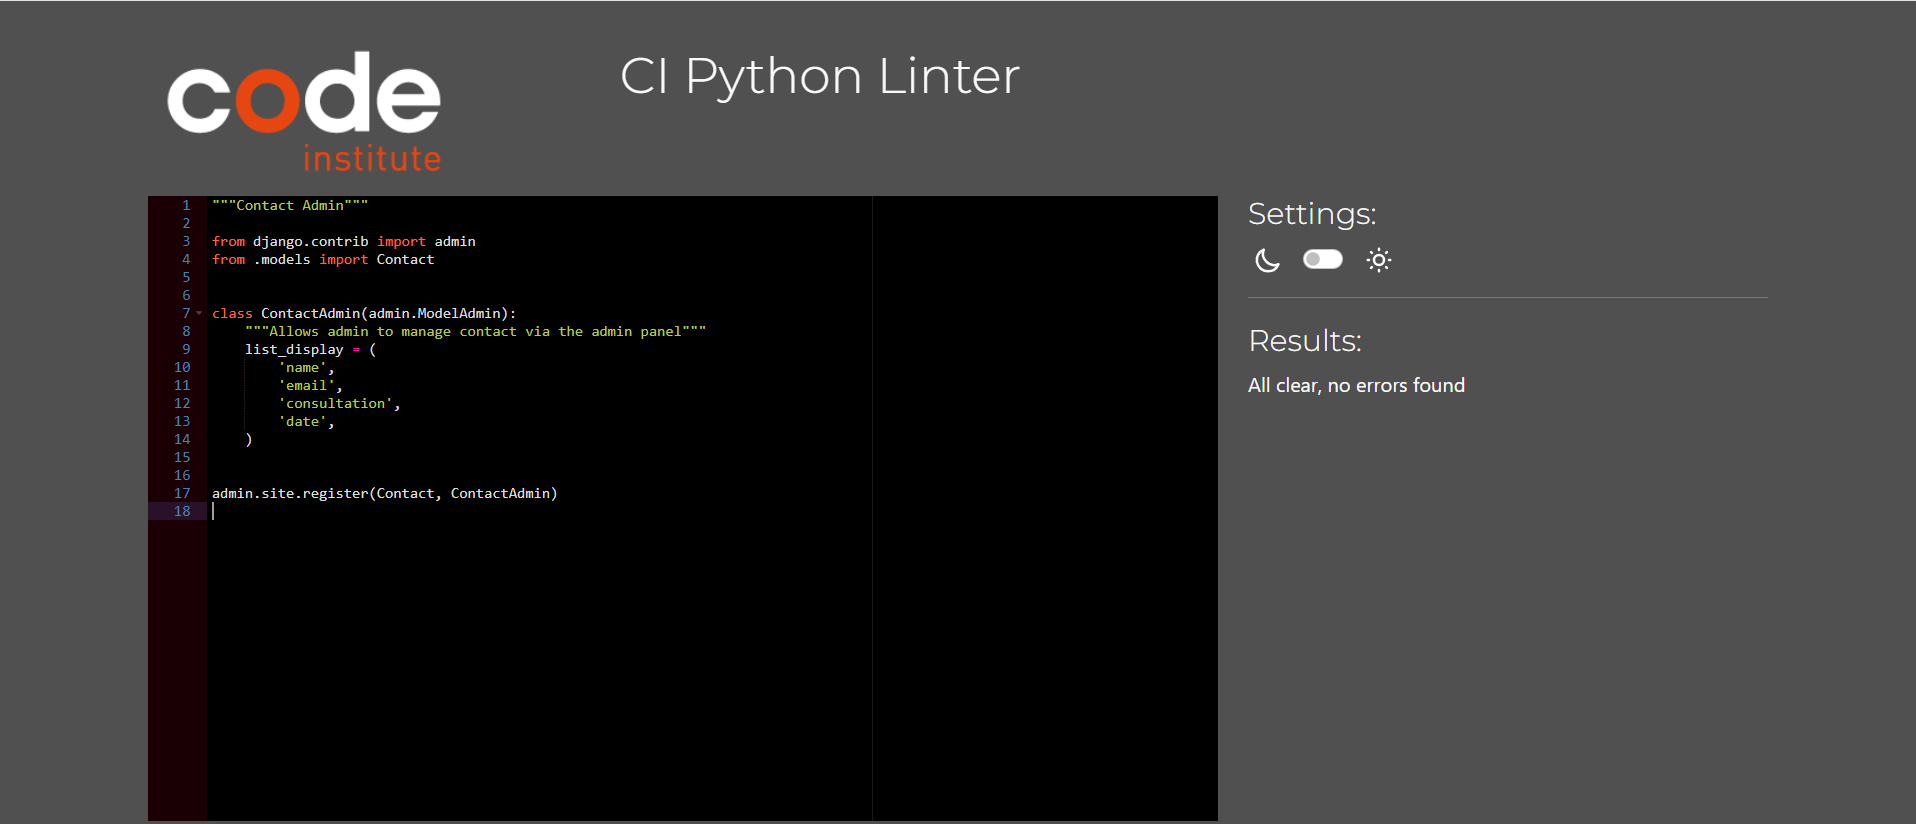 code
institute
CI Python Linter
1 """Contact Admin"""
2
3 from django.contrib import admin
4 from .models import Contact
5
6
7 class ContactAdmin(admin.ModelAdmin):
8     """Allows admin to manage contact via the admin panel"""
9     list_display = (
10         'name',
11         'email',
12         'consultation',
13         'date',
14     )
15
16
17 admin.site.register(Contact, ContactAdmin)
18
Settings:
Results:
All clear, no errors found